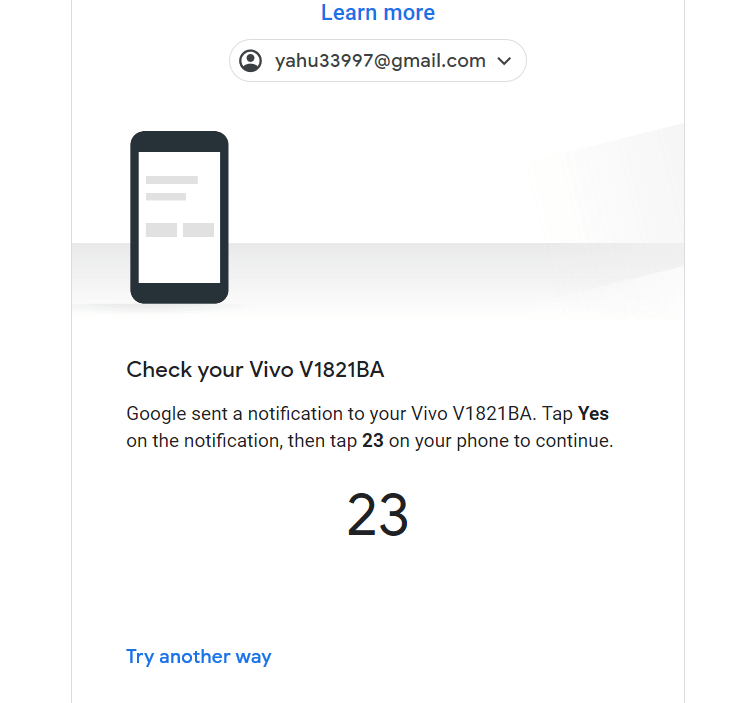 Learn more
yahu33997@gmail.com
Check your Vivo V1821BA
Google sent a notification to your Vivo V1821BA. Tap Yes
on the notification, then tap 23 on your phone to continue.
23
Try another way